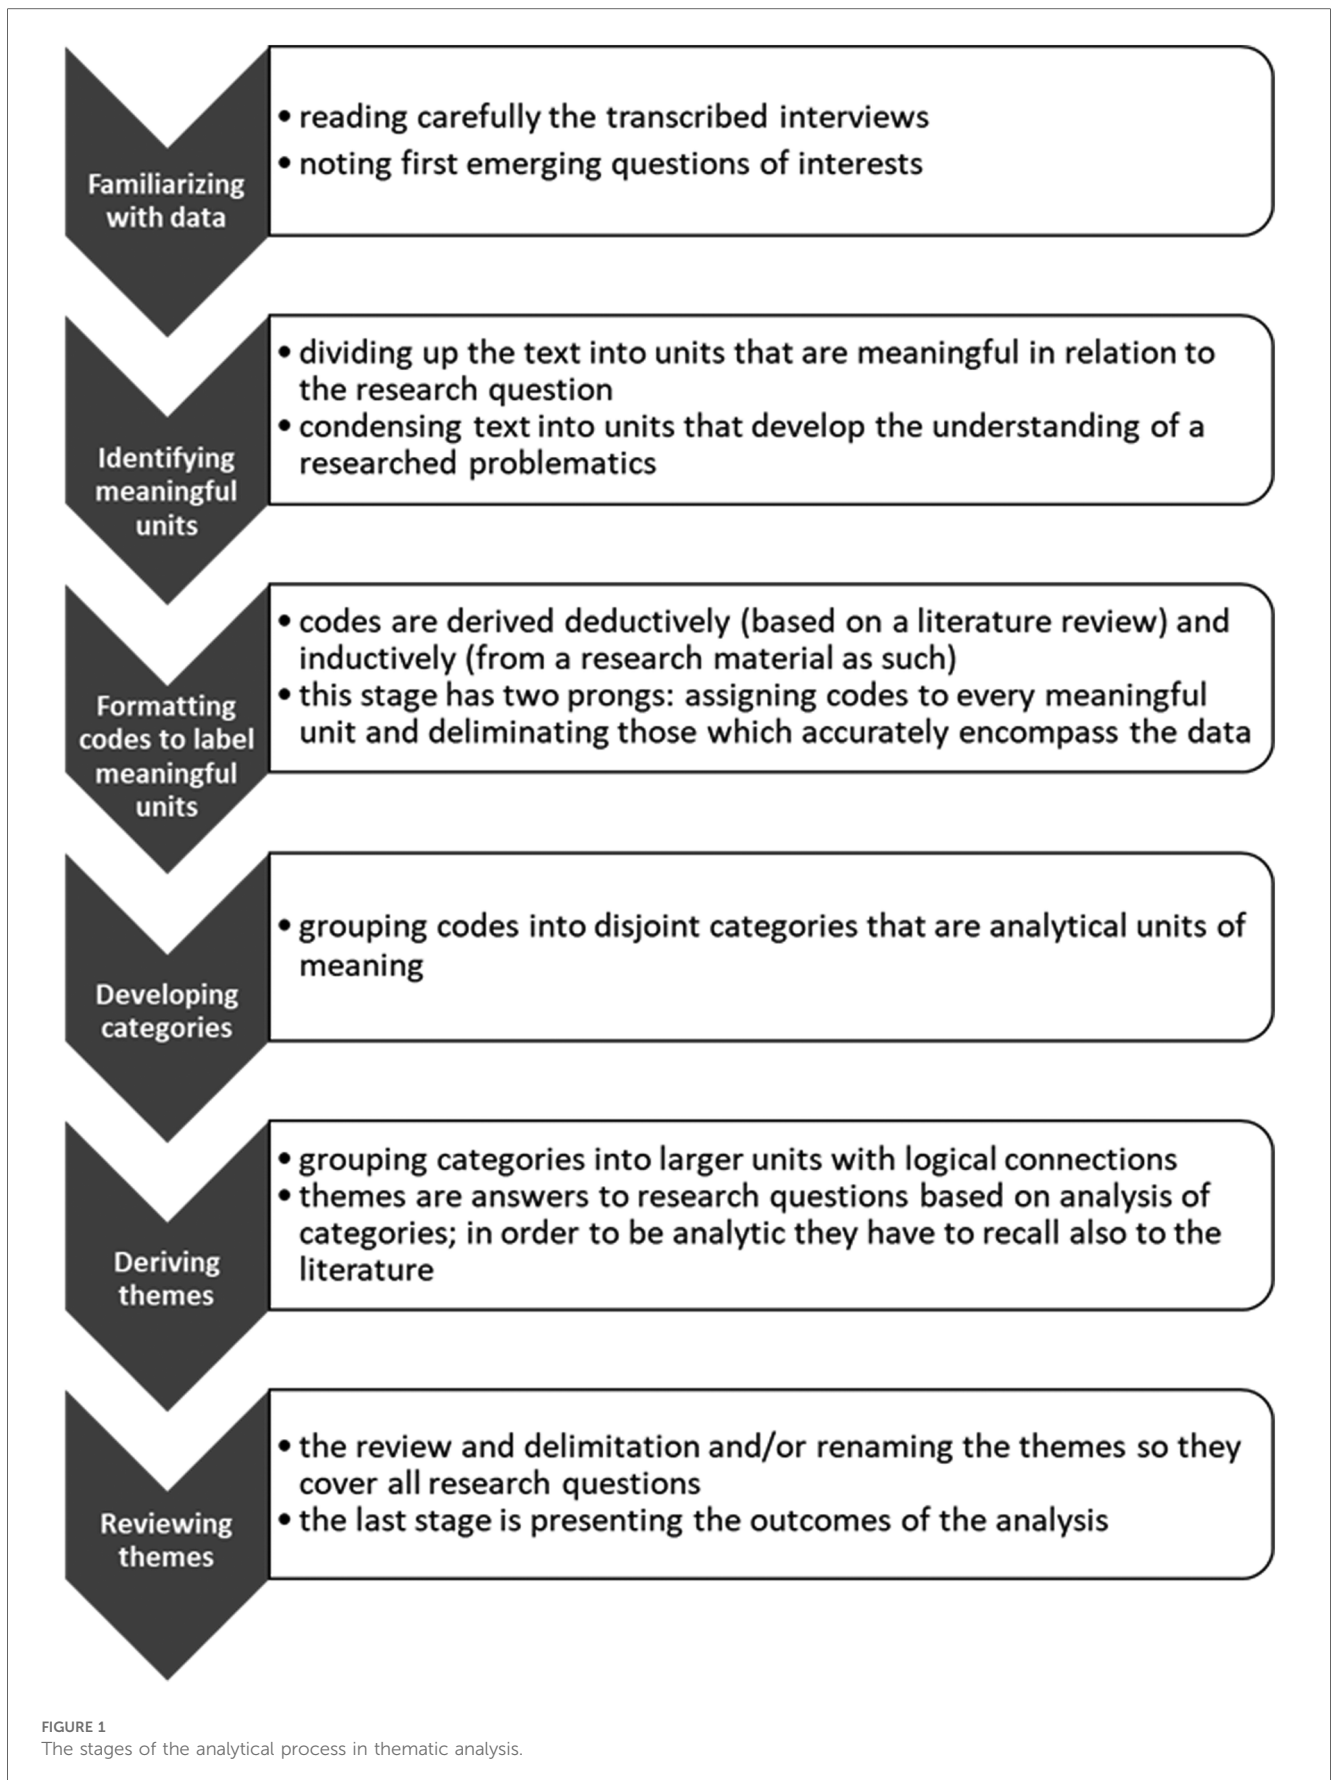 Familiarizing
with data
• reading carefully the transcribed interviews
• noting first emerging questions of interests
Identifying
meaningful
units
• dividing up the text into units that are meaningful in relation to
the research question
• condensing text into units that develop the understanding of a
researched problematics
Formatting
codes to label
meaningful
units
• codes are derived deductively (based on a literature review) and
inductively (from a research material as such)
• this stage has two prongs: assigning codes to every meaningful
unit and deliminating those which accurately encompass the data
Developing
categories
• grouping codes into disjoint categories that are analytical units of
meaning
Deriving
themes
• grouping categories into larger units with logical connections
• themes are answers to research questions based on analysis of
categories; in order to be analytic they have to recall also to the
literature
Reviewing
themes
• the review and delimitation and/or renaming the themes so they
cover all research questions
• the last stage is presenting the outcomes of the analysis
FIGURE 1
The stages of the analytical process in thematic analysis.